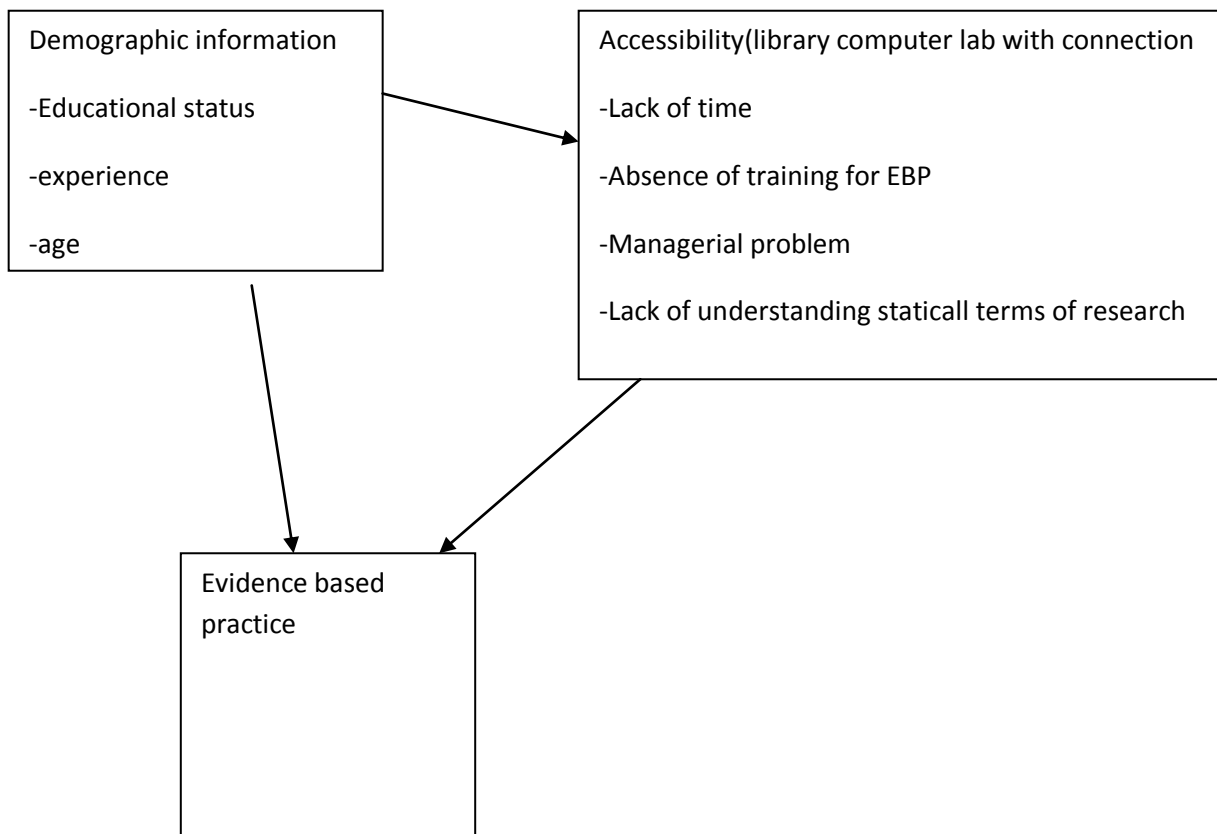 Demographic information
-Educational status
-experience
-age
Accessibility(library computer lab with connection
-Lack of time
-Absence of training for EBP
-Managerial problem
-Lack of understanding staticall terms of research
Evidence based
practice